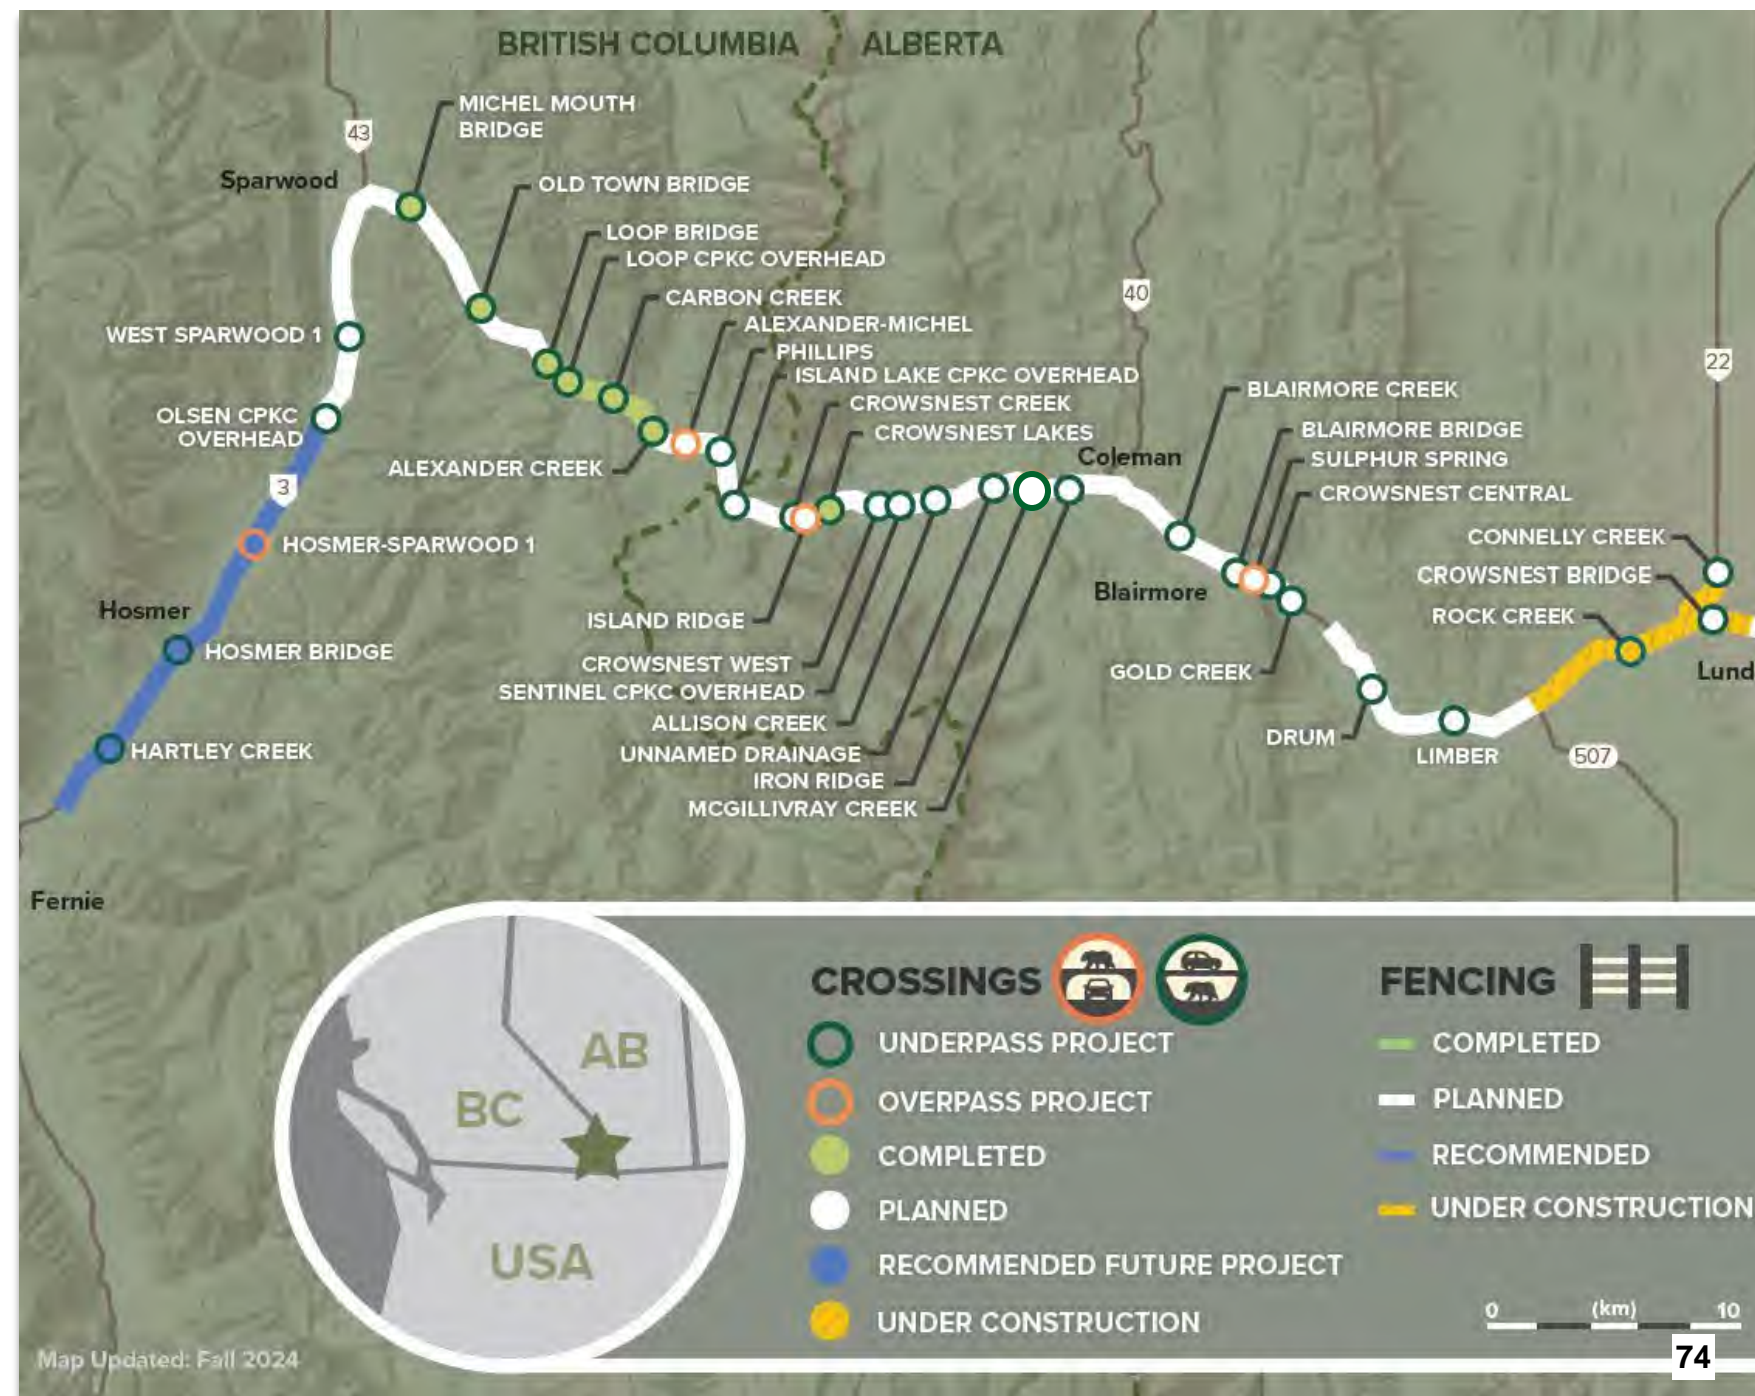 BRITISH COLUMBIA
ALBERTA
MICHEL MOUTH
BRIDGE
43
Sparwood
OLD TOWN BRIDGE
LOOP BRIDGE
LOOP CPKC OVERHEAD
CARBON CREEK
40
ALEXANDER-MICHEL
WEST SPARWOOD 1
PHILLIPS
22
ISLAND LAKE CPKC OVERHEAD
BLAIRMORE CREEK
CROWSNEST CREEK
OLSEN CPKC
OVERHEAD
CROWSNEST LAKES
BLAIRMORE BRIDGE
Coleman
SULPHUR SPRING
ALEXANDER CREEK
3
CROWSNEST CENTRAL
HOSMER-SPARWOOD 1
CONNELLY CREEK
CROWSNEST BRIDGE
Blairmore
Hosmer
ROCK CREEK
ISLAND RIDGE
HOSMER BRIDGE
CROWSNEST WEST
GOLD CREEK
Lund
SENTINEL CPKC OVERHEAD
ALLISON CREEK
DRUM
HARTLEY CREEK
UNNAMED DRAINAGE
LIMBER
507
IRON RIDGE
MCGILLIVRAY CREEK
Fernie
CROSSINGS
UNDERPASS PROJECT
OVERPASS PROJECT
COMPLETED
PLANNED
RECOMMENDED FUTURE PROJECT
UNDER CONSTRUCTION
FENCING
COMPLETED
PLANNED
RECOMMENDED
UNDER CONSTRUCTION
AB
BC
USA
0 (km) 10
Map Updated: Fall 2024
74